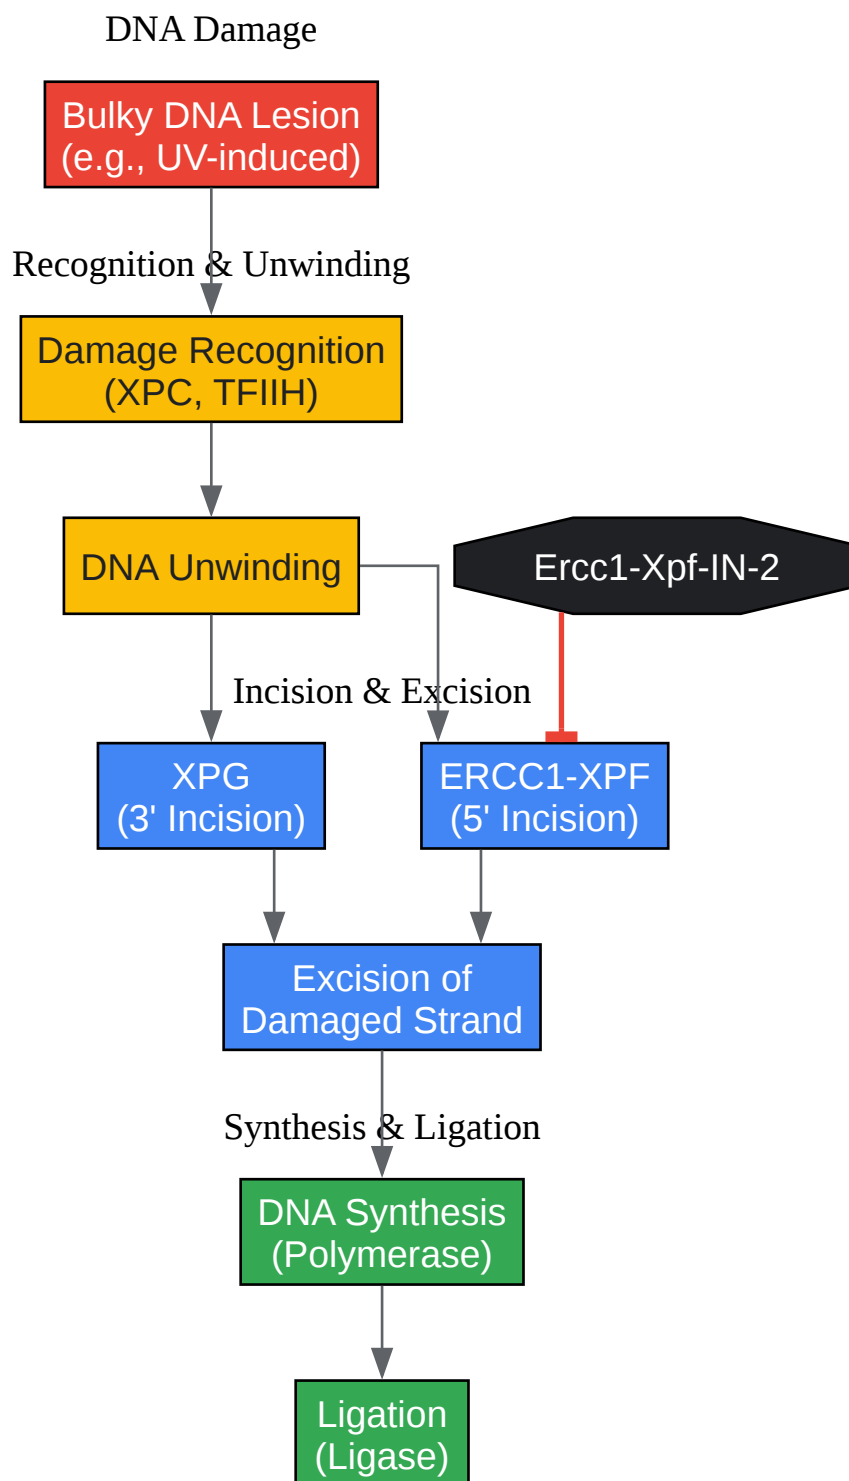 DNA Damage
Bulky DNA Lesion
(e.g., UV-induced)
Recognition & Unwinding
Damage Recognition
(XPC, TFIIH)
DNA Unwinding
Ercc1-Xpf-IN-2
Incision & Excision
XPG
(3' Incision)
ERCC1-XPF
(5' Incision)
Excision of
Damaged Strand
Synthesis & Ligation
DNA Synthesis
(Polymerase)
Ligation
(Ligase)